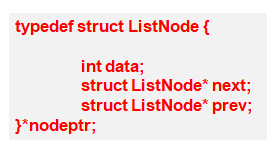 typedef struct ListNode {
int data;
struct ListNode* next;
struct ListNode* prev;
}*nodeptr;